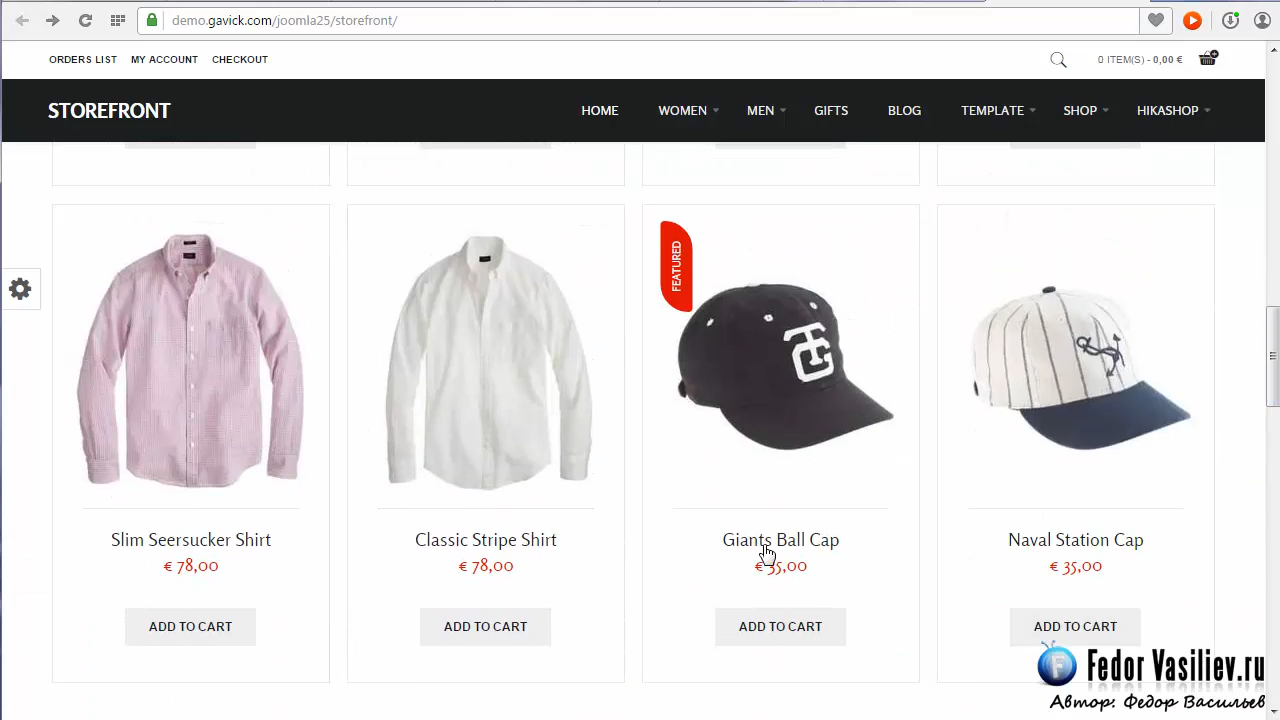 demo.gavick.com/joomla25/storefront/
ORDERS LIST MY ACCOUNT CHECKOUT
0 ITEM(S) - 0,00 €
STOREFRONT
HOME WOMEN MEN GIFTS BLOG TEMPLATE SHOP HIKASHOP
FEATURED
Slim Seersucker Shirt
€ 78,00
ADD TO CART
Classic Stripe Shirt
€ 78,00
ADD TO CART
Giants Ball Cap
€ 35,00
ADD TO CART
Naval Station Cap
€ 35,00
ADD TO CART
Fedor Vasiliev.ru
Автор: Федор Васильев